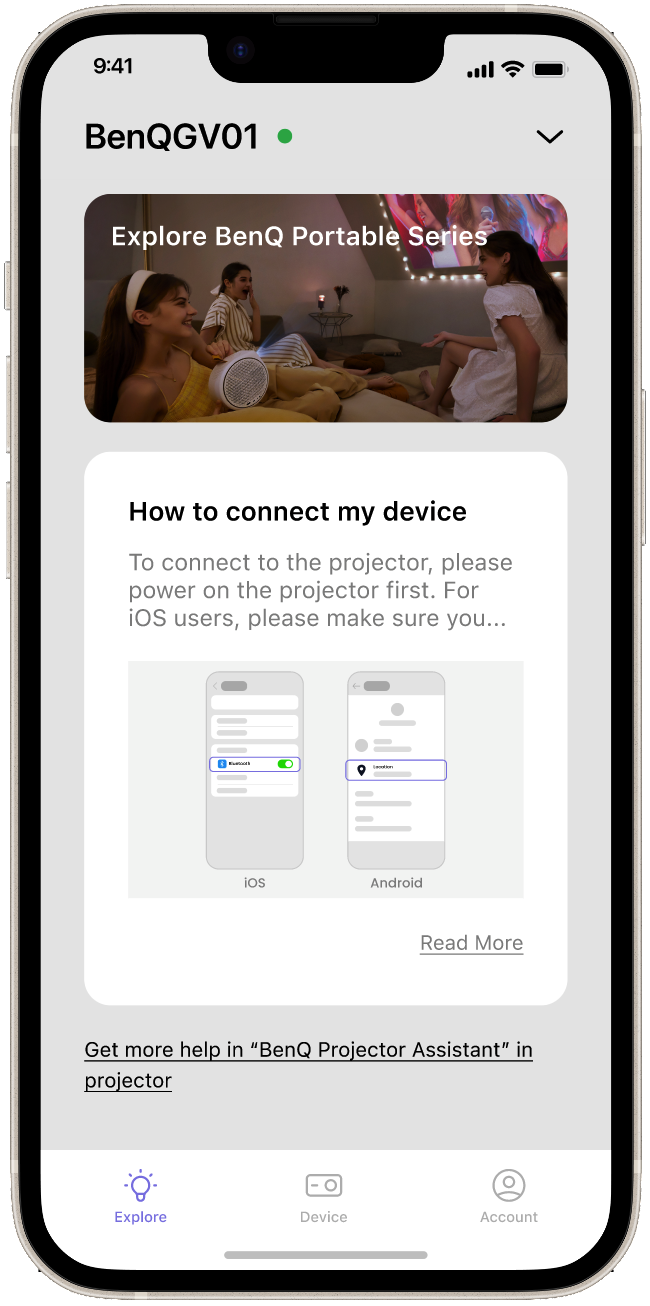 9:41
BenQGV01
Explore BenQ Portable Series
How to connect my device
To connect to the projector, please
power on the projector first. For
iOS users, please make sure you...
Bluetooth
Location
iOS
Android
Read More
Get more help in “BenQ Projector Assistant” in
projector
Explore
Device
Account